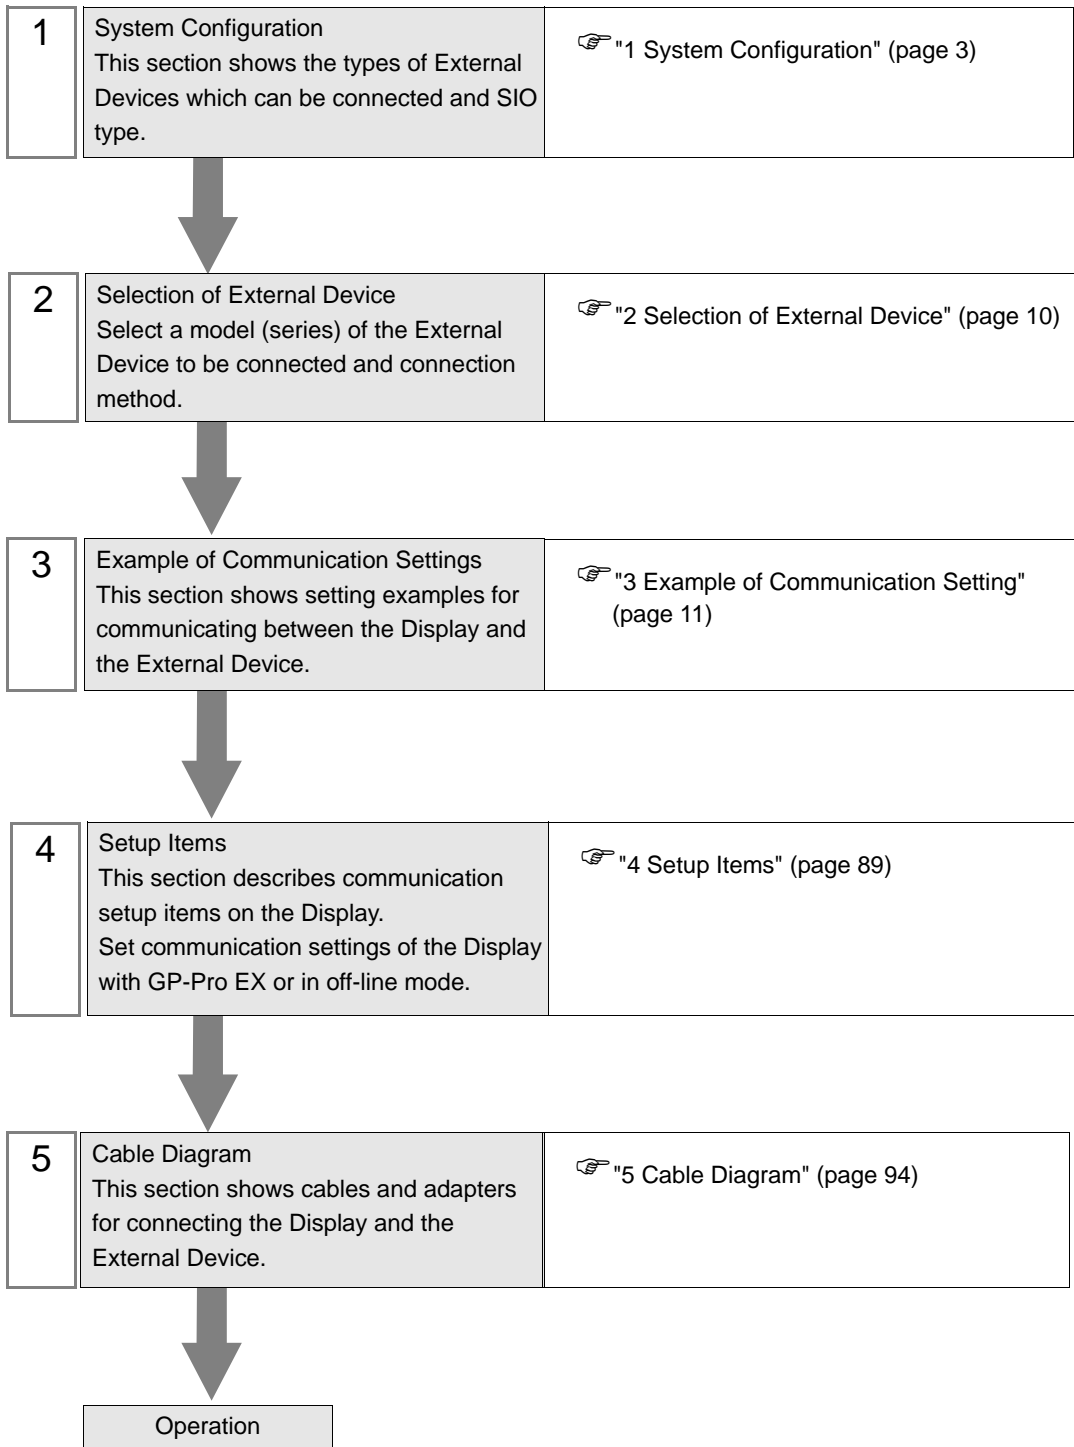 1
System Configuration
This section shows the types of External
Devices which can be connected and SIO
type.
"1 System Configuration" (page 3)
2
Selection of External Device
Select a model (series) of the External
Device to be connected and connection
method.
"2 Selection of External Device" (page 10)
3
Example of Communication Settings
This section shows setting examples for
communicating between the Display and
the External Device.
"3 Example of Communication Setting"
(page 11)
4
Setup Items
This section describes communication
setup items on the Display.
Set communication settings of the Display
with GP-Pro EX or in off-line mode.
"4 Setup Items" (page 89)
5
Cable Diagram
This section shows cables and adapters
for connecting the Display and the
External Device.
"5 Cable Diagram" (page 94)
Operation